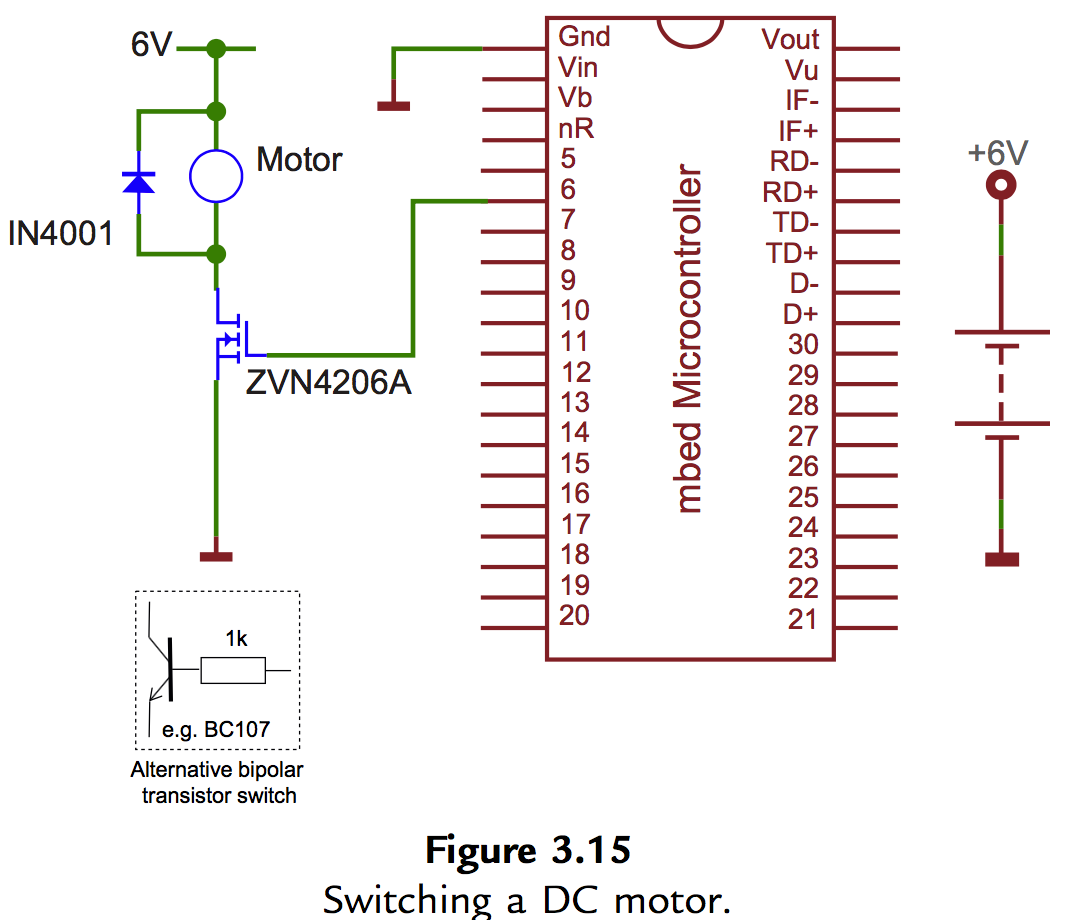 6V
Motor
IN4001
ZVN4206A
1k
e.g. BC107
Alternative bipolar
transistor switch
Gnd
Vin
Vb
nR
5
6
7
8
9
10
11
12
13
14
15
16
17
18
19
20
mbed Microcontroller
Vout
Vu
IF-
IF+
RD-
RD+
TD-
TD+
D-
D+
30
29
28
27
26
25
24
23
22
21
+6V
Figure 3.15
Switching a DC motor.